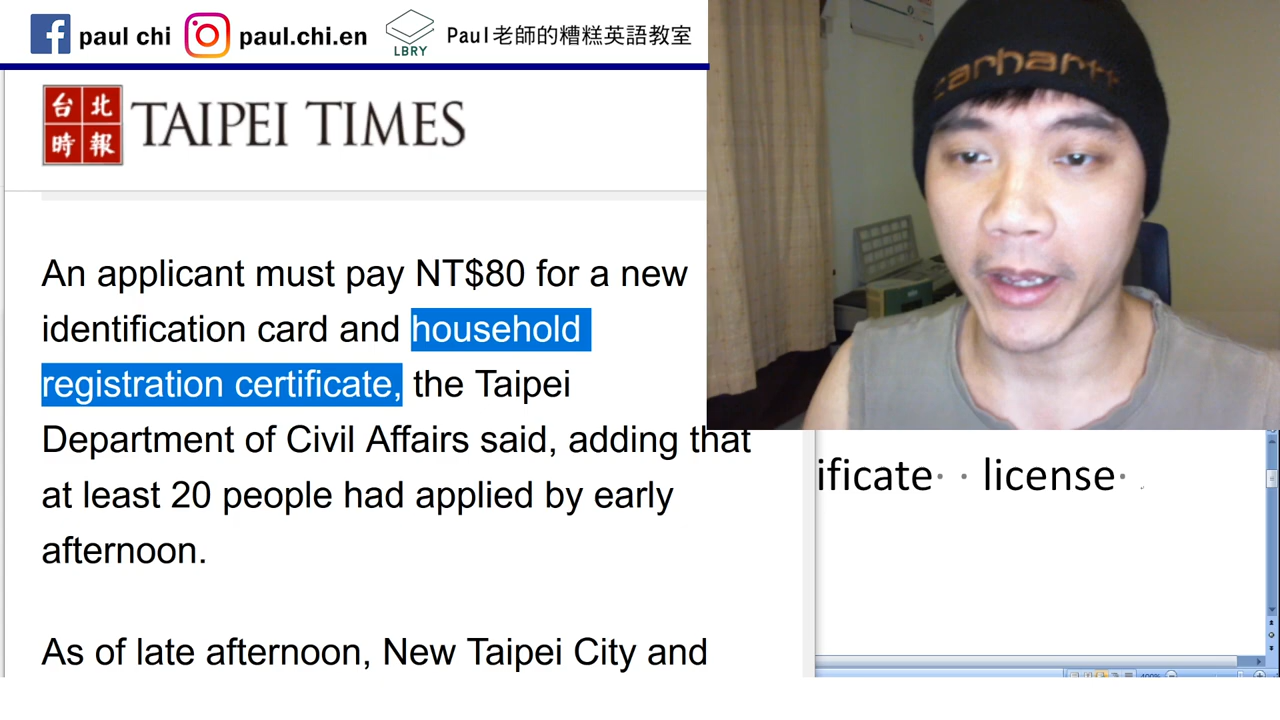 paul chi paul.chi.en LBRY Paul老師的糟糕英語教室
台北時報 TAIPEI TIMES
carhartt
An applicant must pay NT$80 for a new
identification card and household
registration certificate, the Taipei
Department of Civil Affairs said, adding that
at least 20 people had applied by early
afternoon.
As of late afternoon, New Taipei City and
ificate license
400%